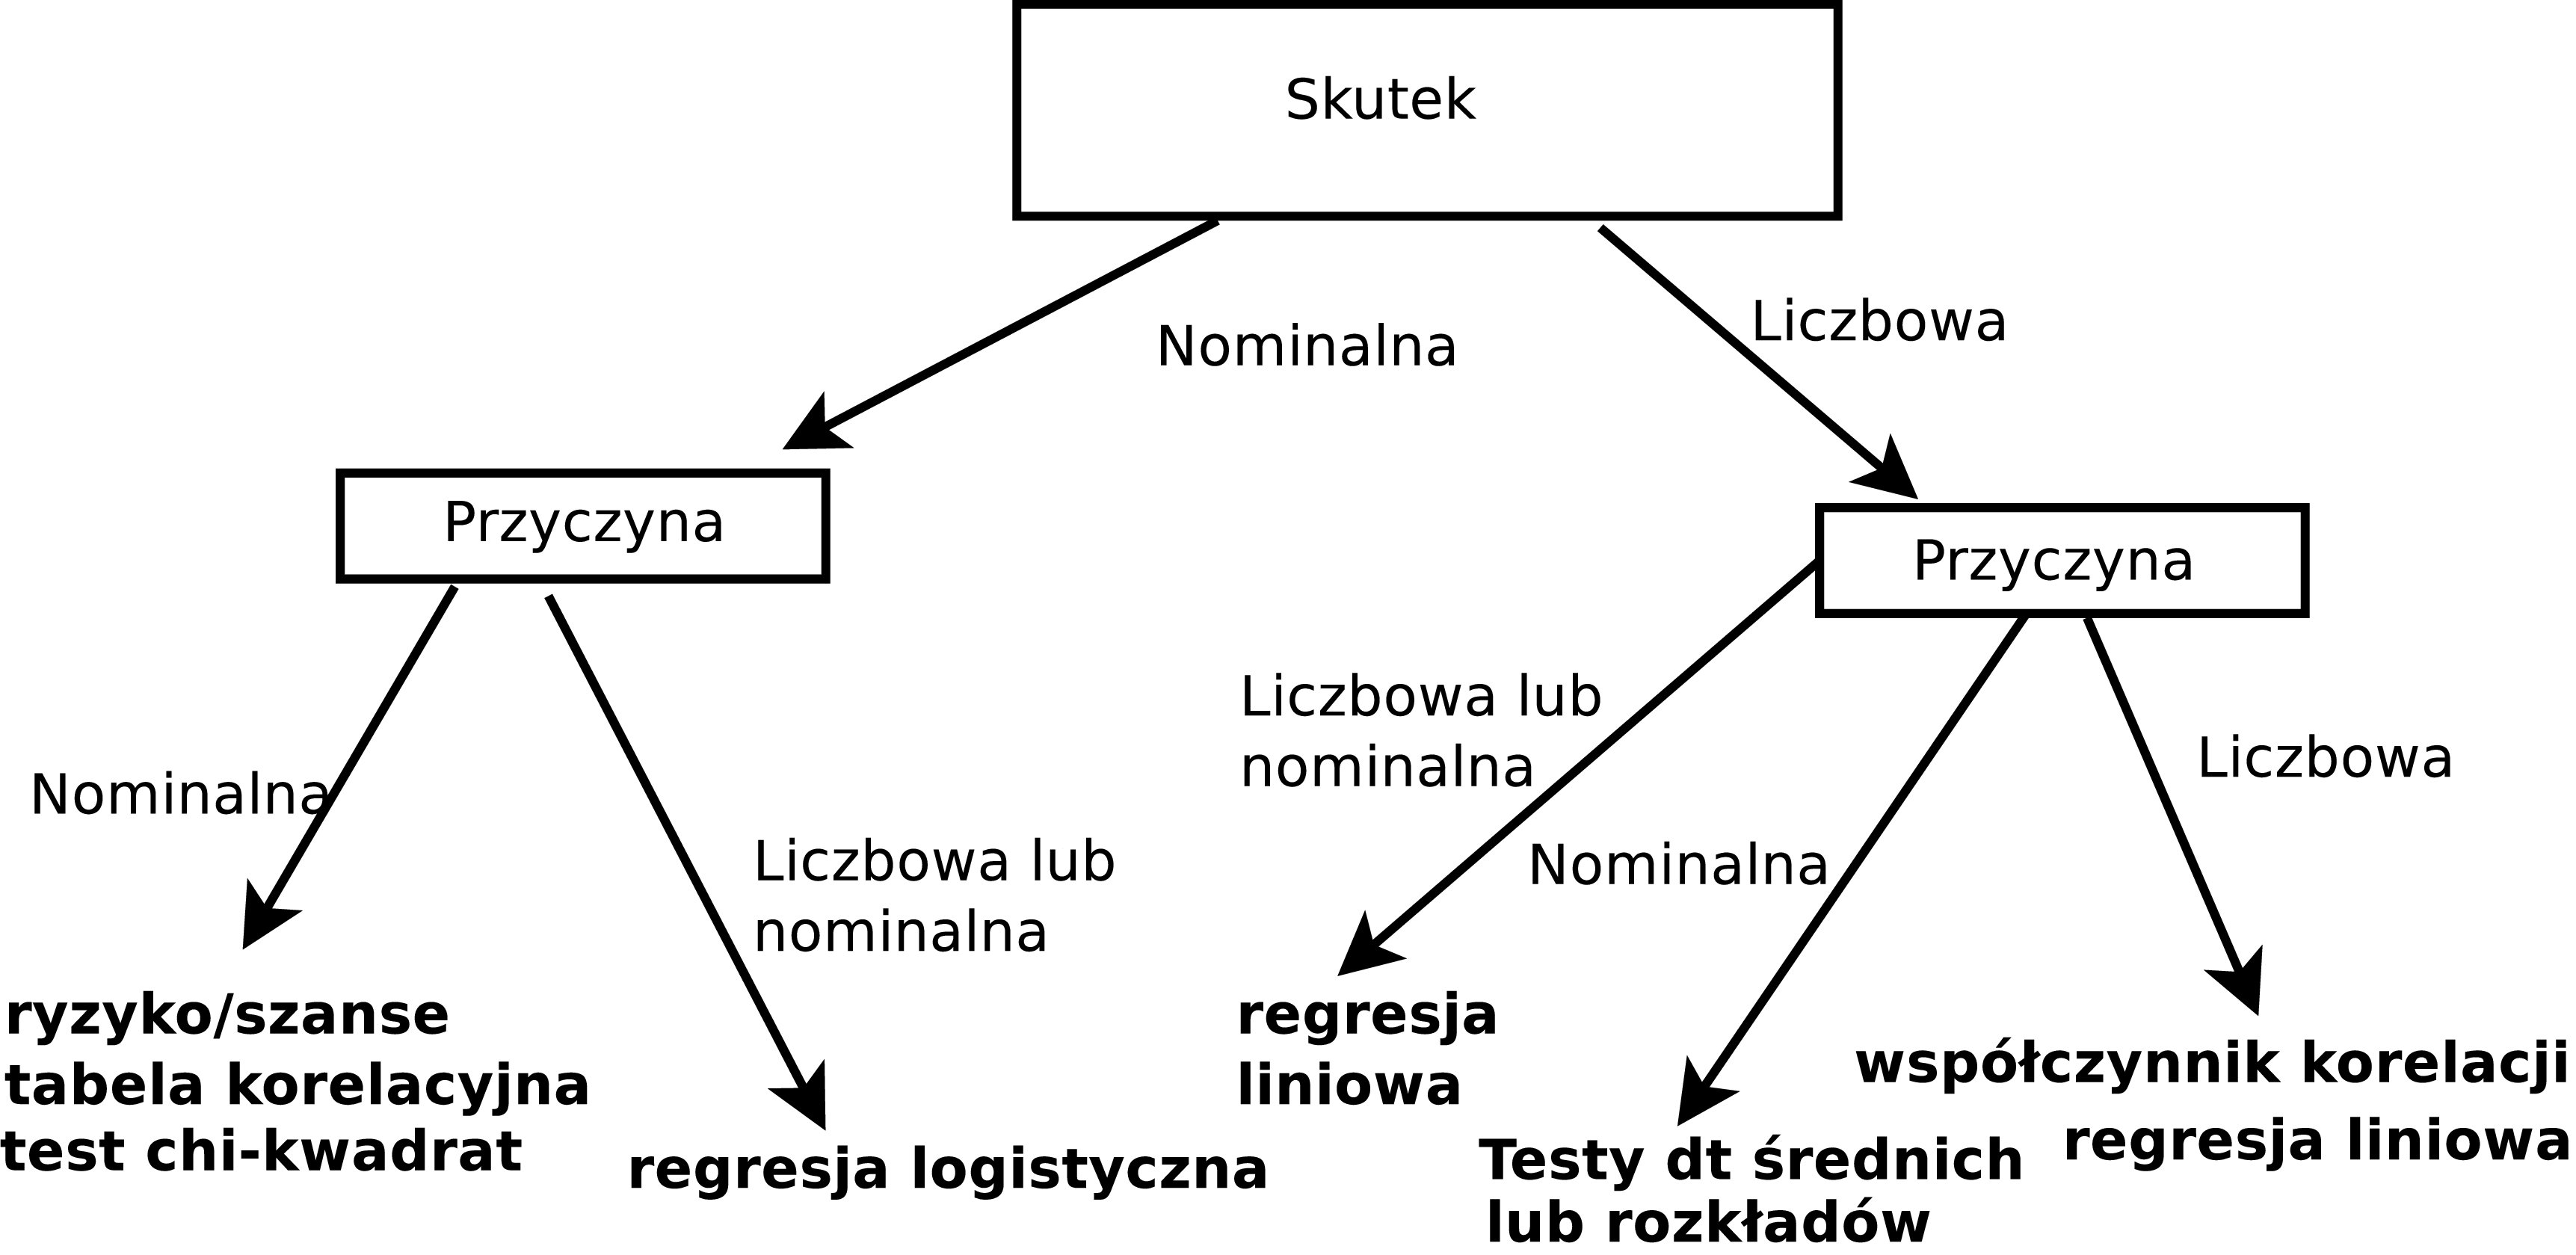 Skutek
Nominalna
Liczbowa
Przyczyna
Przyczyna
Nominalna
Liczbowa lub
nominalna
Liczbowa lub
nominalna
Nominalna
Liczbowa
ryzyko/szanse
tabela korelacyjna
test chi-kwadrat
regresja logistyczna
regresja
liniowa
Testy dt średnich
lub rozkładów
współczynnik korelacji
regresja liniowa